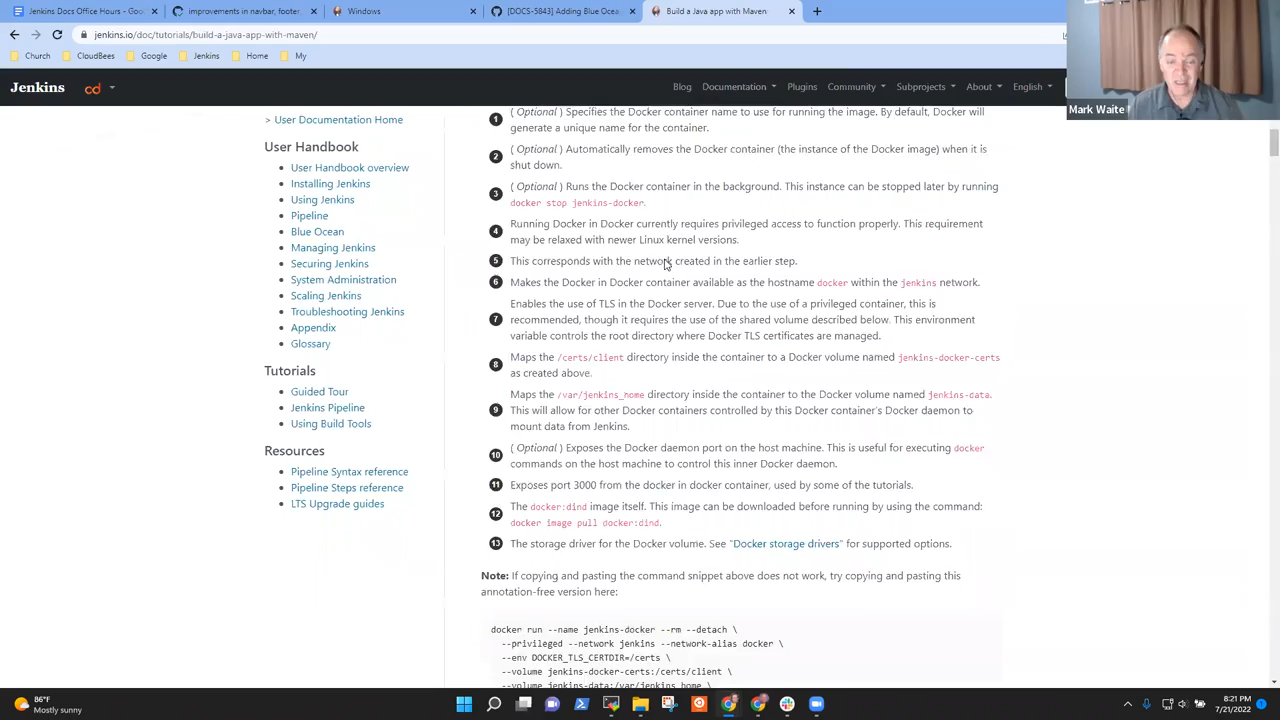 Jenkins Docs Office Hours - Goo
improvements in navbar, footer,
Windows
[DOCS-5843] Adding Blue Ocea
Build a Java app with Maven
jenkins.io/doc/tutorials/build-a-java-app-with-maven/
Church
CloudBees
Google
Jenkins
Home
My
Mark Waite
Jenkins
cd
Blog
Documentation
Plugins
Community
Subprojects
About
English
> User Documentation Home
User Handbook
User Handbook overview
Installing Jenkins
Using Jenkins
Pipeline
Blue Ocean
Managing Jenkins
Securing Jenkins
System Administration
Scaling Jenkins
Troubleshooting Jenkins
Appendix
Glossary
Tutorials
Guided Tour
Jenkins Pipeline
Using Build Tools
Resources
Pipeline Syntax reference
Pipeline Steps reference
LTS Upgrade guides
1 ( Optional ) Specifies the Docker container name to use for running the image. By default, Docker will
generate a unique name for the container.
2 ( Optional ) Automatically removes the Docker container (the instance of the Docker image) when it is
shut down.
3 ( Optional ) Runs the Docker container in the background. This instance can be stopped later by running
docker stop jenkins-docker.
4 Running Docker in Docker currently requires privileged access to function properly. This requirement
may be relaxed with newer Linux kernel versions.
5 This corresponds with the network created in the earlier step.
6 Makes the Docker in Docker container available as the hostname docker within the jenkins network.
Enables the use of TLS in the Docker server. Due to the use of a privileged container, this is
7 recommended, though it requires the use of the shared volume described below. This environment
variable controls the root directory where Docker TLS certificates are managed.
8 Maps the /certs/client directory inside the container to a Docker volume named jenkins-docker-certs
as created above.
Maps the /var/jenkins_home directory inside the container to the Docker volume named jenkins-data.
9 This will allow for other Docker containers controlled by this Docker container's Docker daemon to
mount data from Jenkins.
10 ( Optional ) Exposes the Docker daemon port on the host machine. This is useful for executing docker
commands on the host machine to control this inner Docker daemon.
11 Exposes port 3000 from the docker in docker container, used by some of the tutorials.
12 The docker:dind image itself. This image can be downloaded before running by using the command:
docker image pull docker:dind.
13 The storage driver for the Docker volume. See "Docker storage drivers" for supported options.
Note: If copying and pasting the command snippet above does not work, try copying and pasting this
annotation-free version here:
docker run --name jenkins-docker --rm --detach \
--privileged --network jenkins --network-alias docker \
--env DOCKER_TLS_CERTDIR=/certs \
--volume jenkins-docker-certs:/certs/client \
--volume jenkins-data:/var/jenkins_home \
86°F
Mostly sunny
8:21 PM
7/21/2022